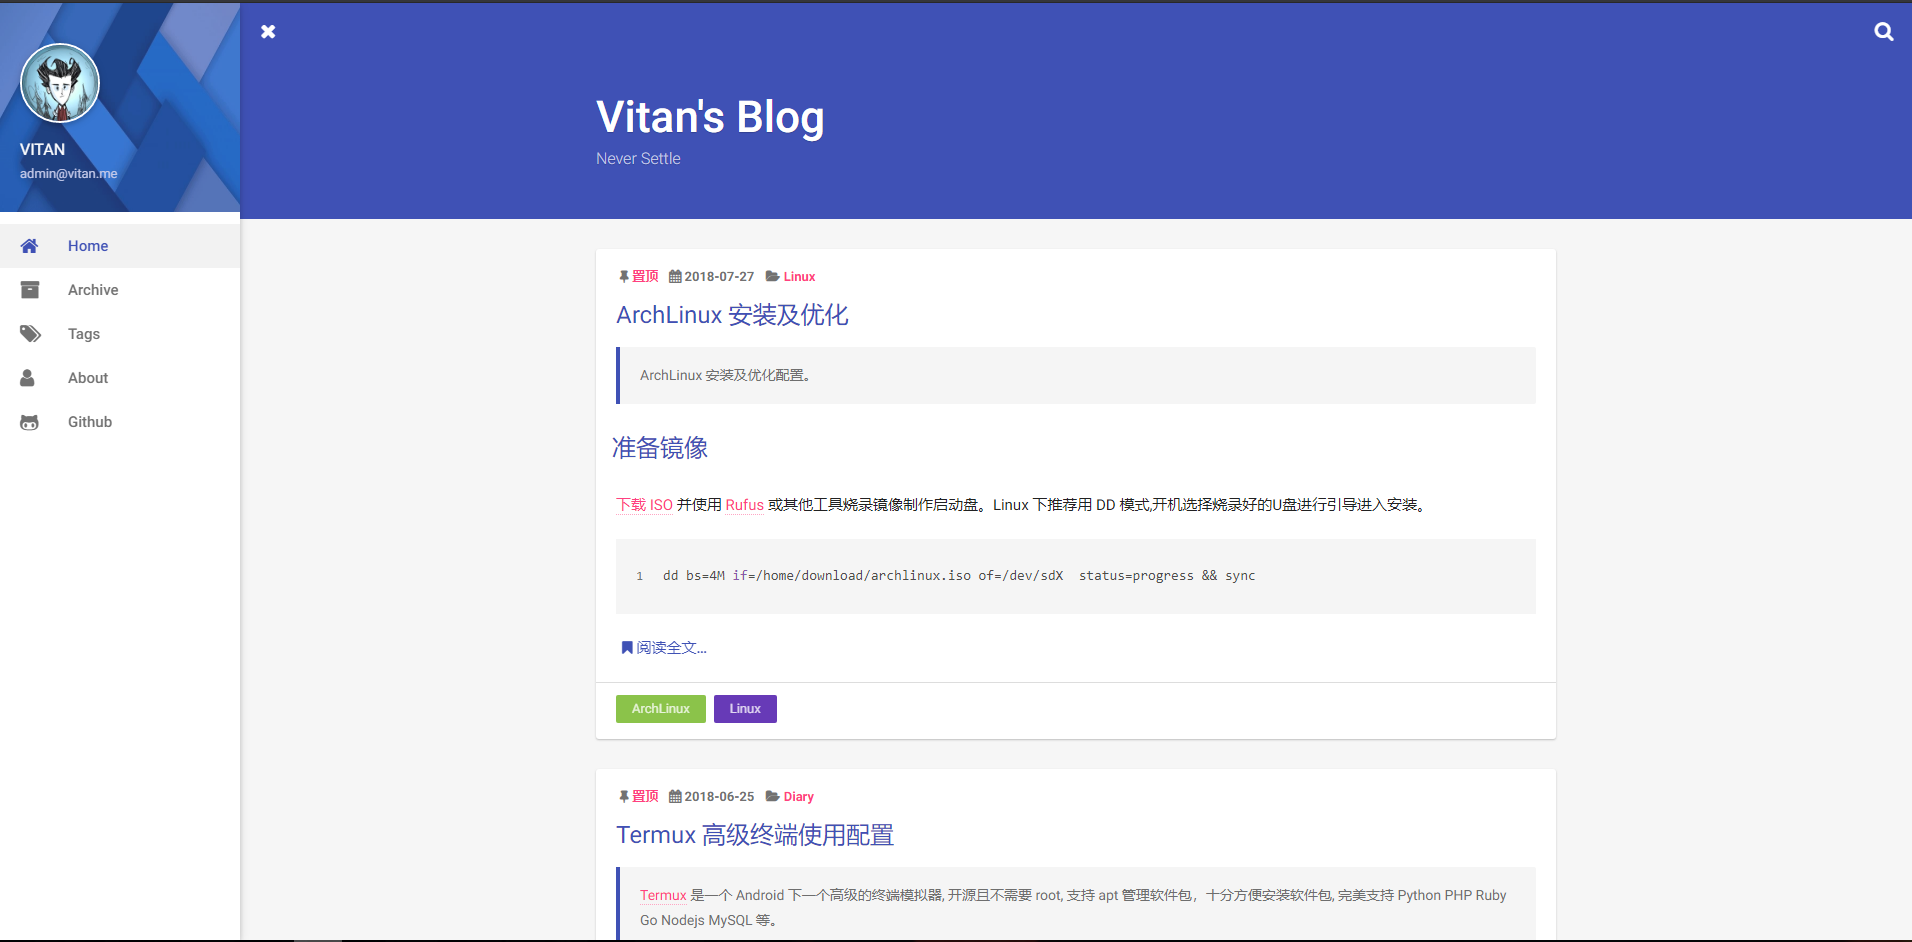 VITAN
admin@vitan.me
Home
Archive
Tags
About
Github
Vitan's Blog
Never Settle
置顶 2018-07-27 Linux
ArchLinux 安装及优化
ArchLinux 安装及优化配置。
准备镜像
下载 ISO 并使用 Rufus 或其他工具烧录镜像制作启动盘。Linux 下推荐用 DD 模式,开机选择烧录好的U盘进行引导进入安装。
1 dd bs=4M if=/home/download/archlinux.iso of=/dev/sdX  status=progress && sync
阅读全文...
ArchLinux Linux
置顶 2018-06-25 Diary
Termux 高级终端使用配置
Termux 是一个 Android 下一个高级的终端模拟器, 开源且不需要 root, 支持 apt 管理软件包，十分方便安装软件包, 完美支持 Python PHP Ruby
Go Nodejs MySQL 等。